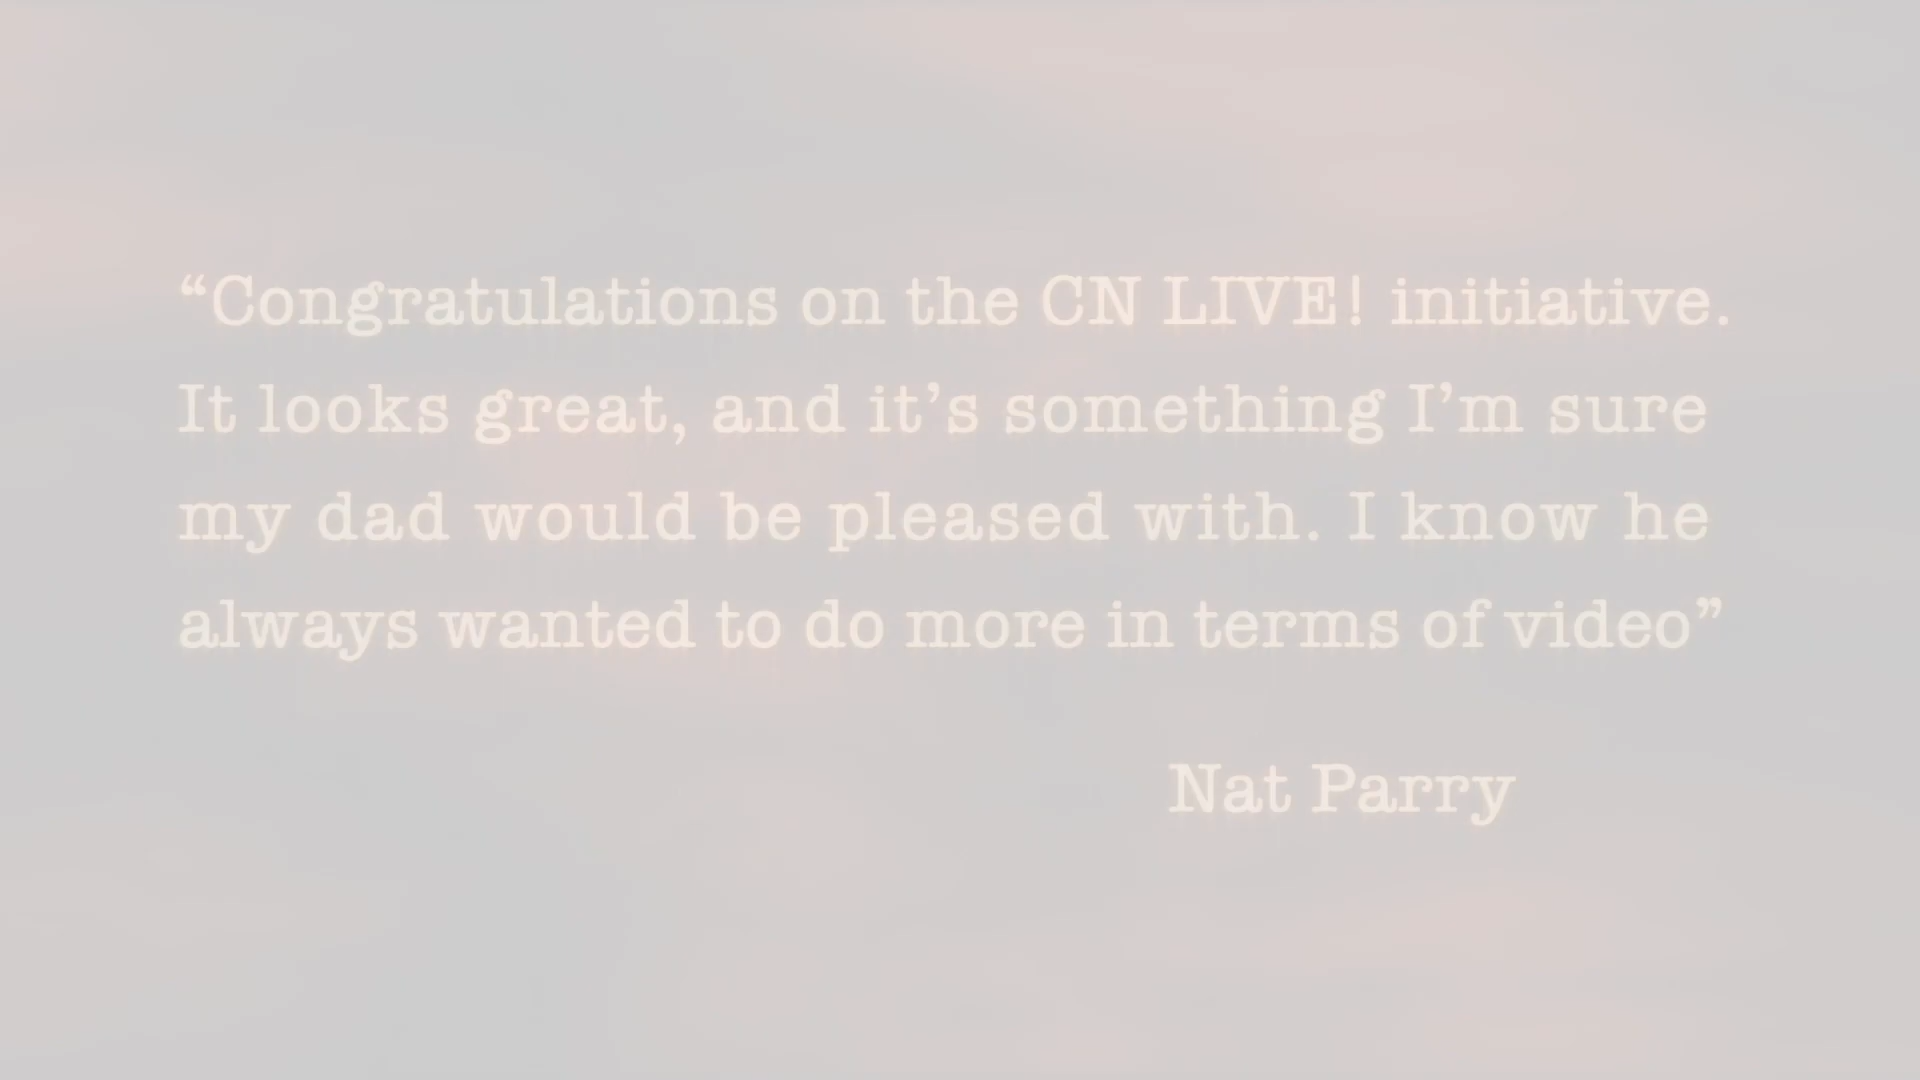 “Congratulations on the CN LIVE! initiative.
It looks great, and it’s something I’m sure
my dad would be pleased with. I know he
always wanted to do more in terms of video”
Nat Parry